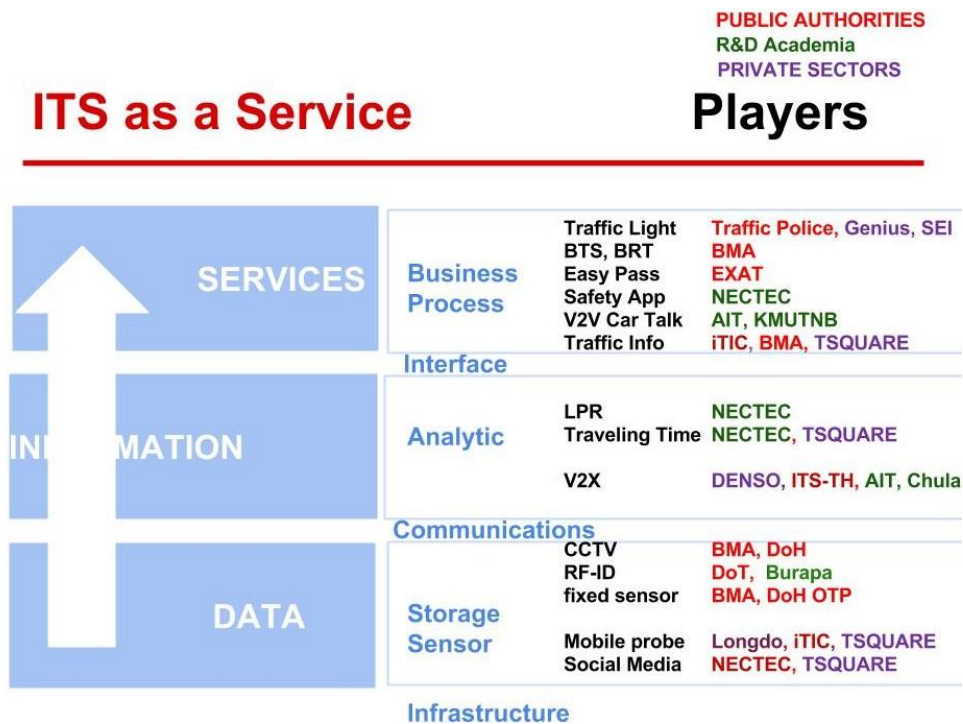 PUBLIC AUTHORITIES
R&D Academia
PRIVATE SECTORS
ITS as a Service Players
SERVICES
Business Process
Traffic Light Traffic Police, Genius, SEI
BTS, BRT BMA
Easy Pass EXAT
Safety App NECTEC
V2V Car Talk AIT, KMUTNB
Traffic Info iTIC, BMA, TSQUARE
Interface
MATION
Analytic
LPR NECTEC
Traveling Time NECTEC, TSQUARE
V2X DENSO, ITS-TH, AIT, Chula
Communications
DATA
Storage Sensor
CCTV BMA, DoH
RF-ID DoT, Burapa
fixed sensor BMA, DoH OTP
Mobile probe Longdo, iTIC, TSQUARE
Social Media NECTEC, TSQUARE
Infrastructure